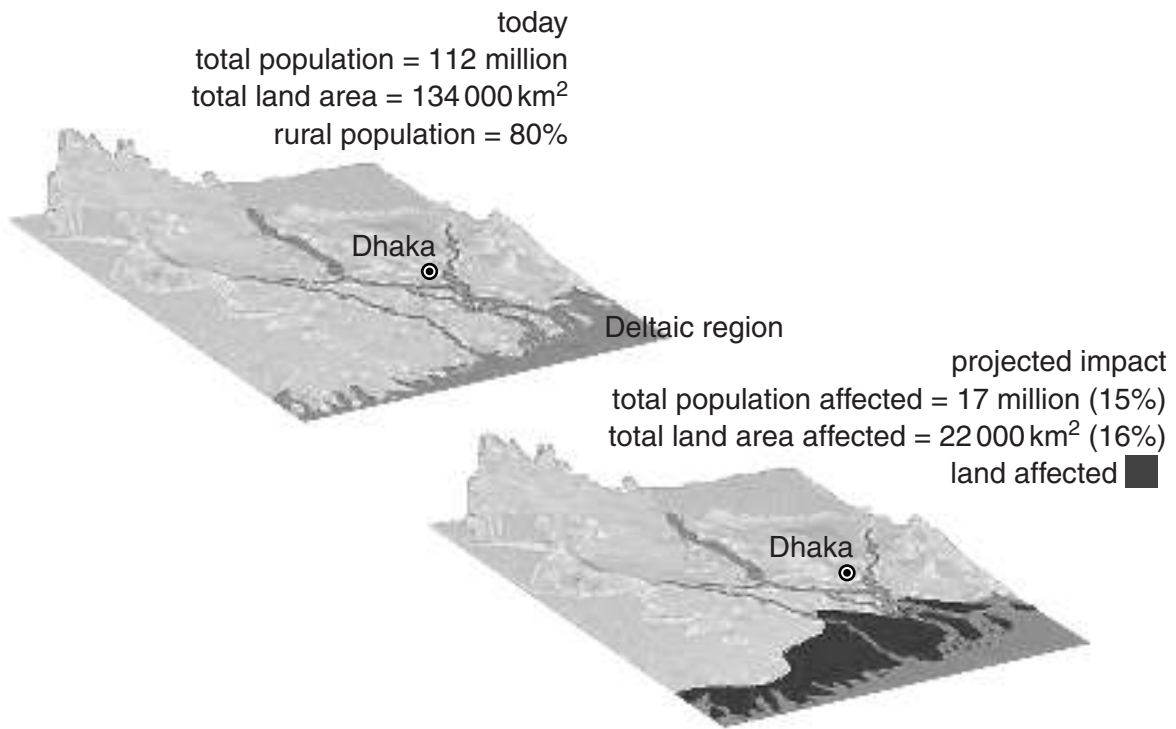 today
total population = 112 million
total land area = 134 000 km²
rural population = 80%
Dhaka
Deltaic region
projected impact
total population affected = 17 million (15%)
total land area affected = 22 000 km² (16%)
land affected
Dhaka